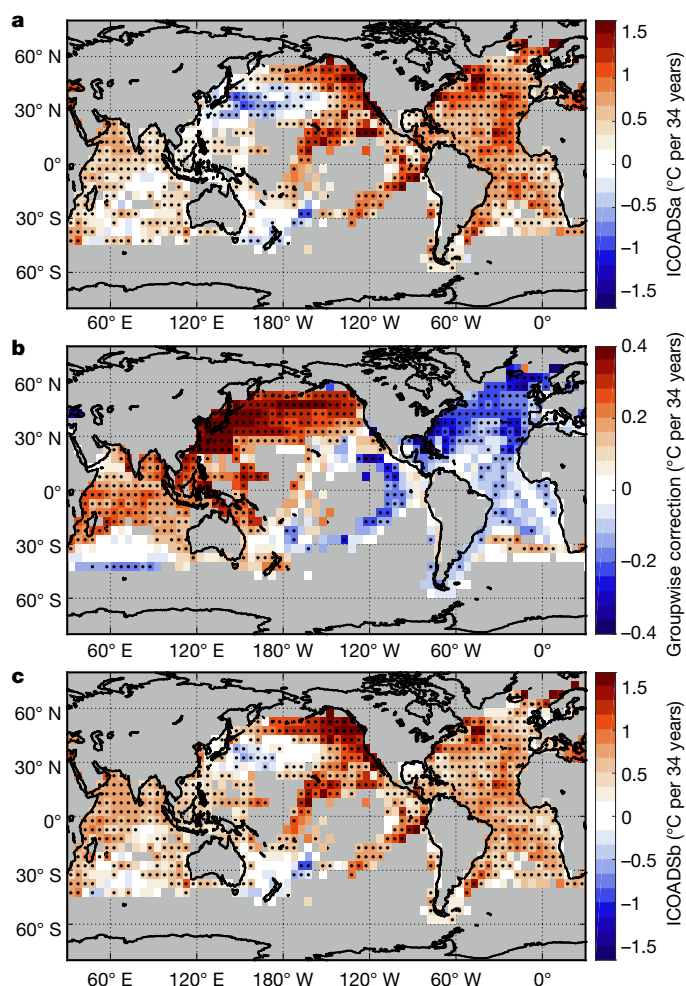 a
60° N
30° N
0°
30° S
60° S
60° E 120° E 180° W 120° W 60° W 0°
1.5
1
0.5
0
−0.5
−1
−1.5
ICOADSa (°C per 34 years)
b
60° N
30° N
0°
30° S
60° S
60° E 120° E 180° W 120° W 60° W 0°
0.4
0.2
0
−0.2
−0.4
Groupwise correction (°C per 34 years)
c
60° N
30° N
0°
30° S
60° S
60° E 120° E 180° W 120° W 60° W 0°
1.5
1
0.5
0
−0.5
−1
−1.5
ICOADSb (°C per 34 years)